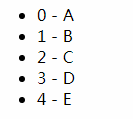 • 0 - A
• 1 - B
• 2 - C
• 3 - D
• 4 - E